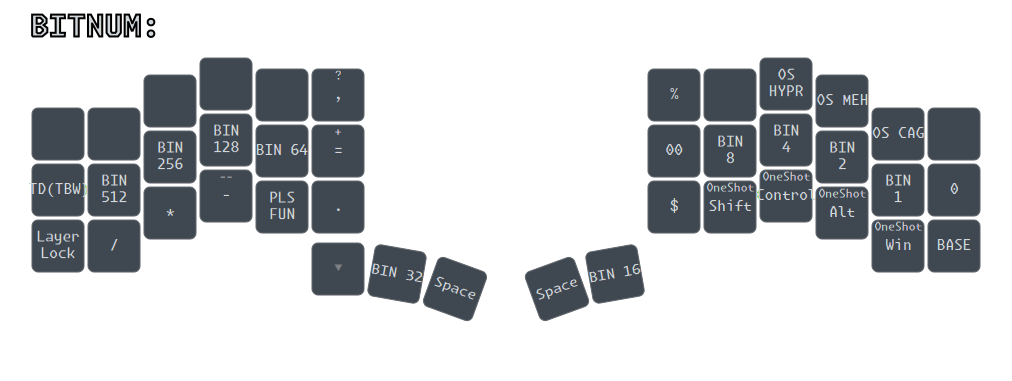 BITNUM:
?
,
%
OS
HYPR
OS MEH
BIN
256
BIN
128
BIN 64
+
=
00
BIN
8
BIN
4
BIN
2
OS CAG
TD(TBW)
BIN
512
*
--
-
PLS
FUN
.
$
OneShot
Shift
OneShot
Control
OneShot
Alt
BIN
1
0
Layer
Lock
/
OneShot
Win
BASE
▼
BIN 32
Space
Space
BIN 16